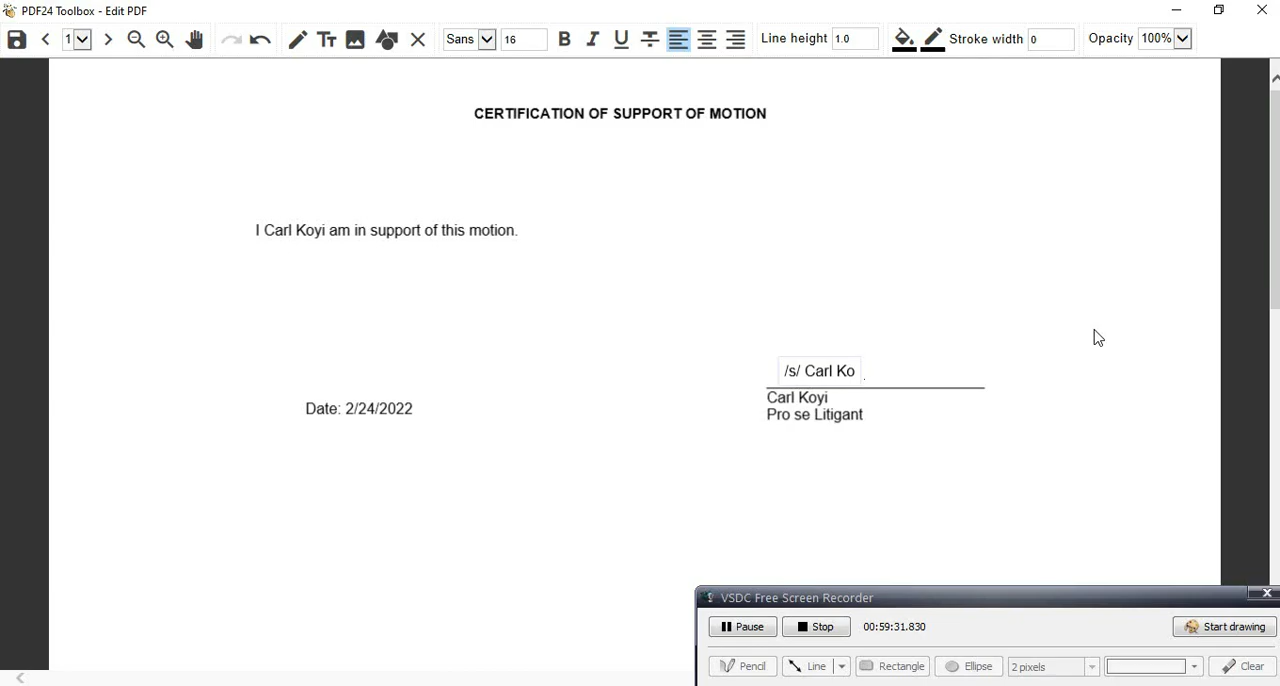 PDF24 Toolbox - Edit PDF
1 Sans 16 Line height 1.0 Stroke width 0 Opacity 100%
CERTIFICATION OF SUPPORT OF MOTION
I Carl Koyi am in support of this motion.
/s/ Carl Ko
Carl Koyi
Date: 2/24/2022
Pro se Litigant
VSDC Free Screen Recorder
Pause Stop 00:59:31.830 Start drawing
Pencil Line Rectangle Ellipse 2 pixels Clear